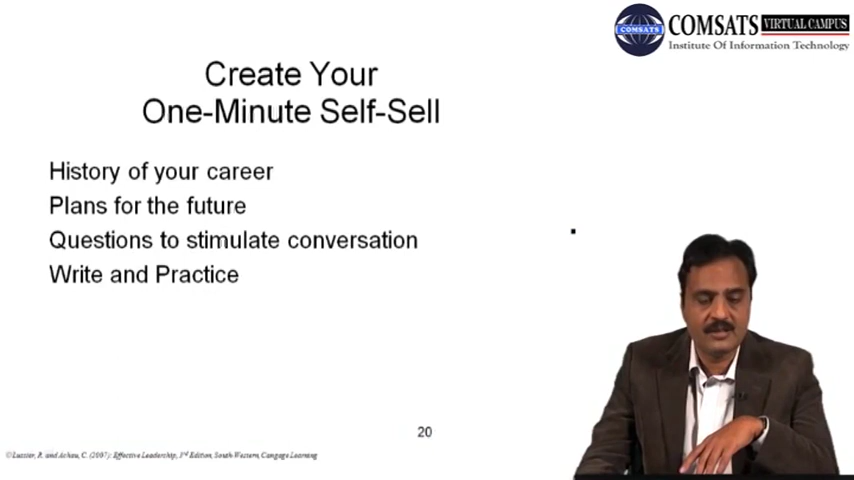 COMSATS VIRTUAL CAMPUS
COMSATS
Institute Of Information Technology
Create Your
One-Minute Self-Sell
History of your career
Plans for the future
Questions to stimulate conversation
Write and Practice
20
©Lussier, R. and Achua, C. (2007): Effective Leadership, 3rd Edition, South-Western, Cengage Learning